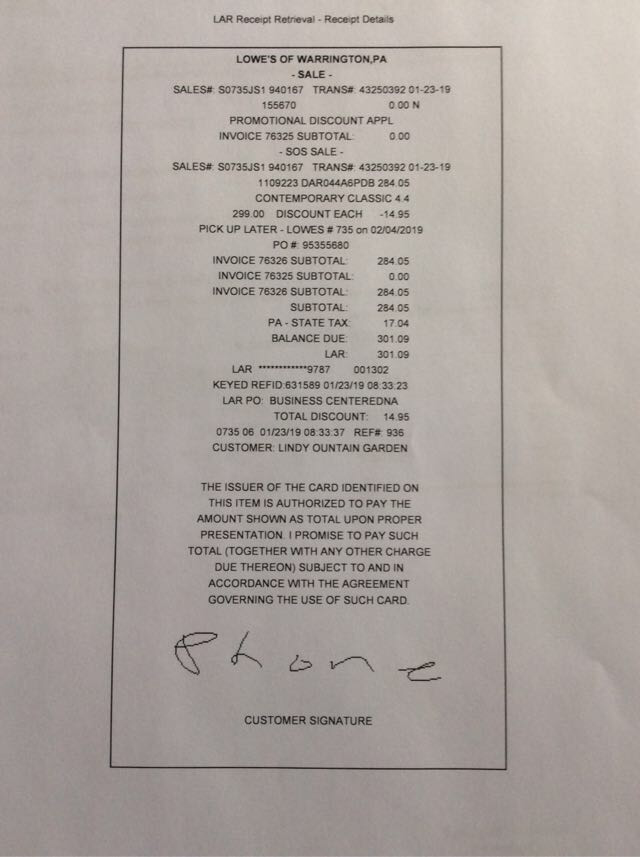 LAR Receipt Retrieval - Receipt Details
LOWE'S OF WARRINGTON,PA
- SALE -
SALES#: S0735JS1 940167 TRANS#: 43250392 01-23-19
155670 0.00 N
PROMOTIONAL DISCOUNT APPL
INVOICE 76325 SUBTOTAL: 0.00
- SOS SALE -
SALES#: S0735JS1 940167 TRANS#: 43250392 01-23-19
1109223 DAR044A6PDB 284.05
CONTEMPORARY CLASSIC 4.4
299.00 DISCOUNT EACH -14.95
PICK UP LATER - LOWES # 735 on 02/04/2019
PO #: 95355680
INVOICE 76326 SUBTOTAL: 284.05
INVOICE 76325 SUBTOTAL: 0.00
INVOICE 76326 SUBTOTAL: 284.05
SUBTOTAL: 284.05
PA - STATE TAX: 17.04
BALANCE DUE: 301.09
LAR: 301.09
LAR ************9787 001302
KEYED REFID:631589 01/23/19 08:33:23
LAR PO: BUSINESS CENTEREDNA
TOTAL DISCOUNT: 14.95
0735 06 01/23/19 08:33:37 REF#: 936
CUSTOMER: LINDY OUNTAIN GARDEN
THE ISSUER OF THE CARD IDENTIFIED ON
THIS ITEM IS AUTHORIZED TO PAY THE
AMOUNT SHOWN AS TOTAL UPON PROPER
PRESENTATION. I PROMISE TO PAY SUCH
TOTAL (TOGETHER WITH ANY OTHER CHARGE
DUE THEREON) SUBJECT TO AND IN
ACCORDANCE WITH THE AGREEMENT
GOVERNING THE USE OF SUCH CARD.
Phone
CUSTOMER SIGNATURE